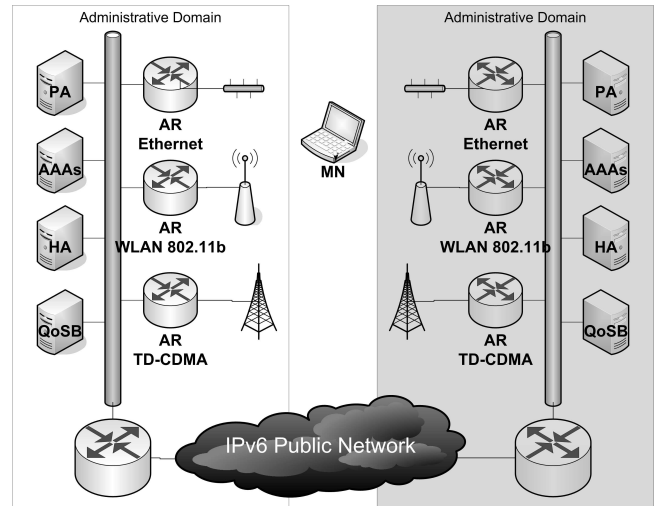 Administrative Domain
PA
AR
Ethernet
AAAs
AR
WLAN 802.11b
HA
AR
TD-CDMA
QoSB
MN
Administrative Domain
AR
Ethernet
PA
AR
WLAN 802.11b
AAAs
HA
AR
TD-CDMA
QoSB
IPv6 Public Network